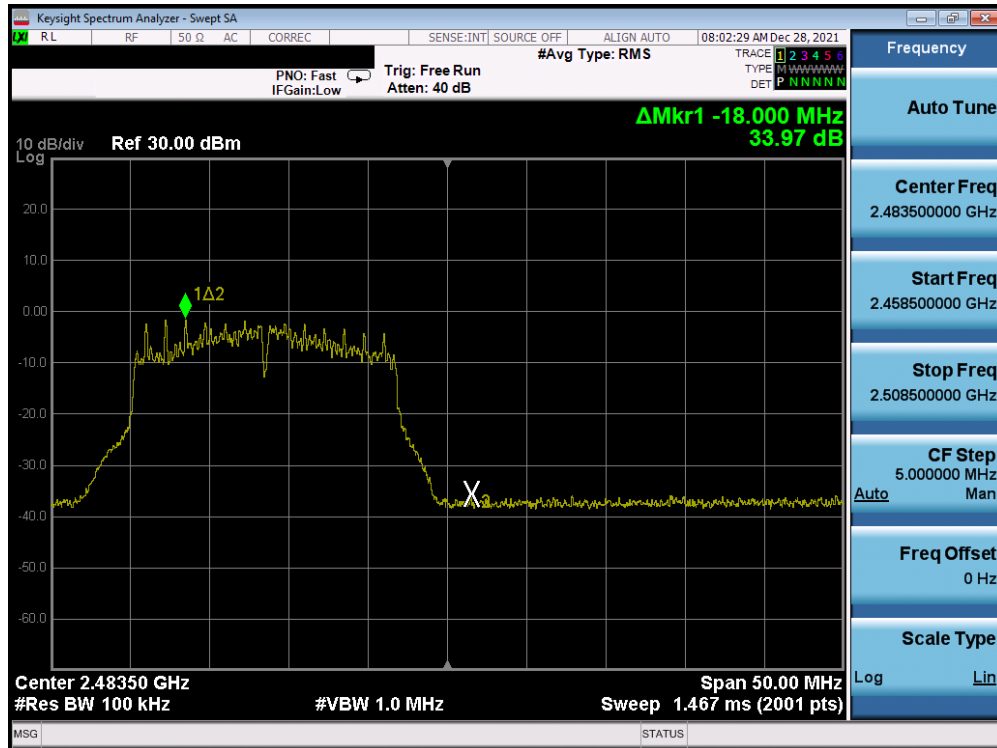 Keysight Spectrum Analyzer - Swept SA
LXI RL RF 50 Ω AC CORREC SENSE:INT SOURCE OFF ALIGN AUTO 08:02:29 AM Dec 28, 2021
#Avg Type: RMS
TRACE 1 2 3 4 5 6
PNO: Fast Trig: Free Run
TYPE M W W W W W
IFGain:Low Atten: 40 dB
DET P N N N N N
ΔMkr1 -18.000 MHz
33.97 dB
10 dB/div Ref 30.00 dBm
Log
20.0
10.0
1Δ2
0.00
-10.0
-20.0
-30.0
X
-40.0
-50.0
-60.0
Center 2.48350 GHz Span 50.00 MHz
#Res BW 100 kHz #VBW 1.0 MHz Sweep 1.467 ms (2001 pts)
MSG STATUS
Frequency
Auto Tune
Center Freq
2.483500000 GHz
Start Freq
2.458500000 GHz
Stop Freq
2.508500000 GHz
CF Step
5.000000 MHz
Auto Man
Freq Offset
0 Hz
Scale Type
Log Lin